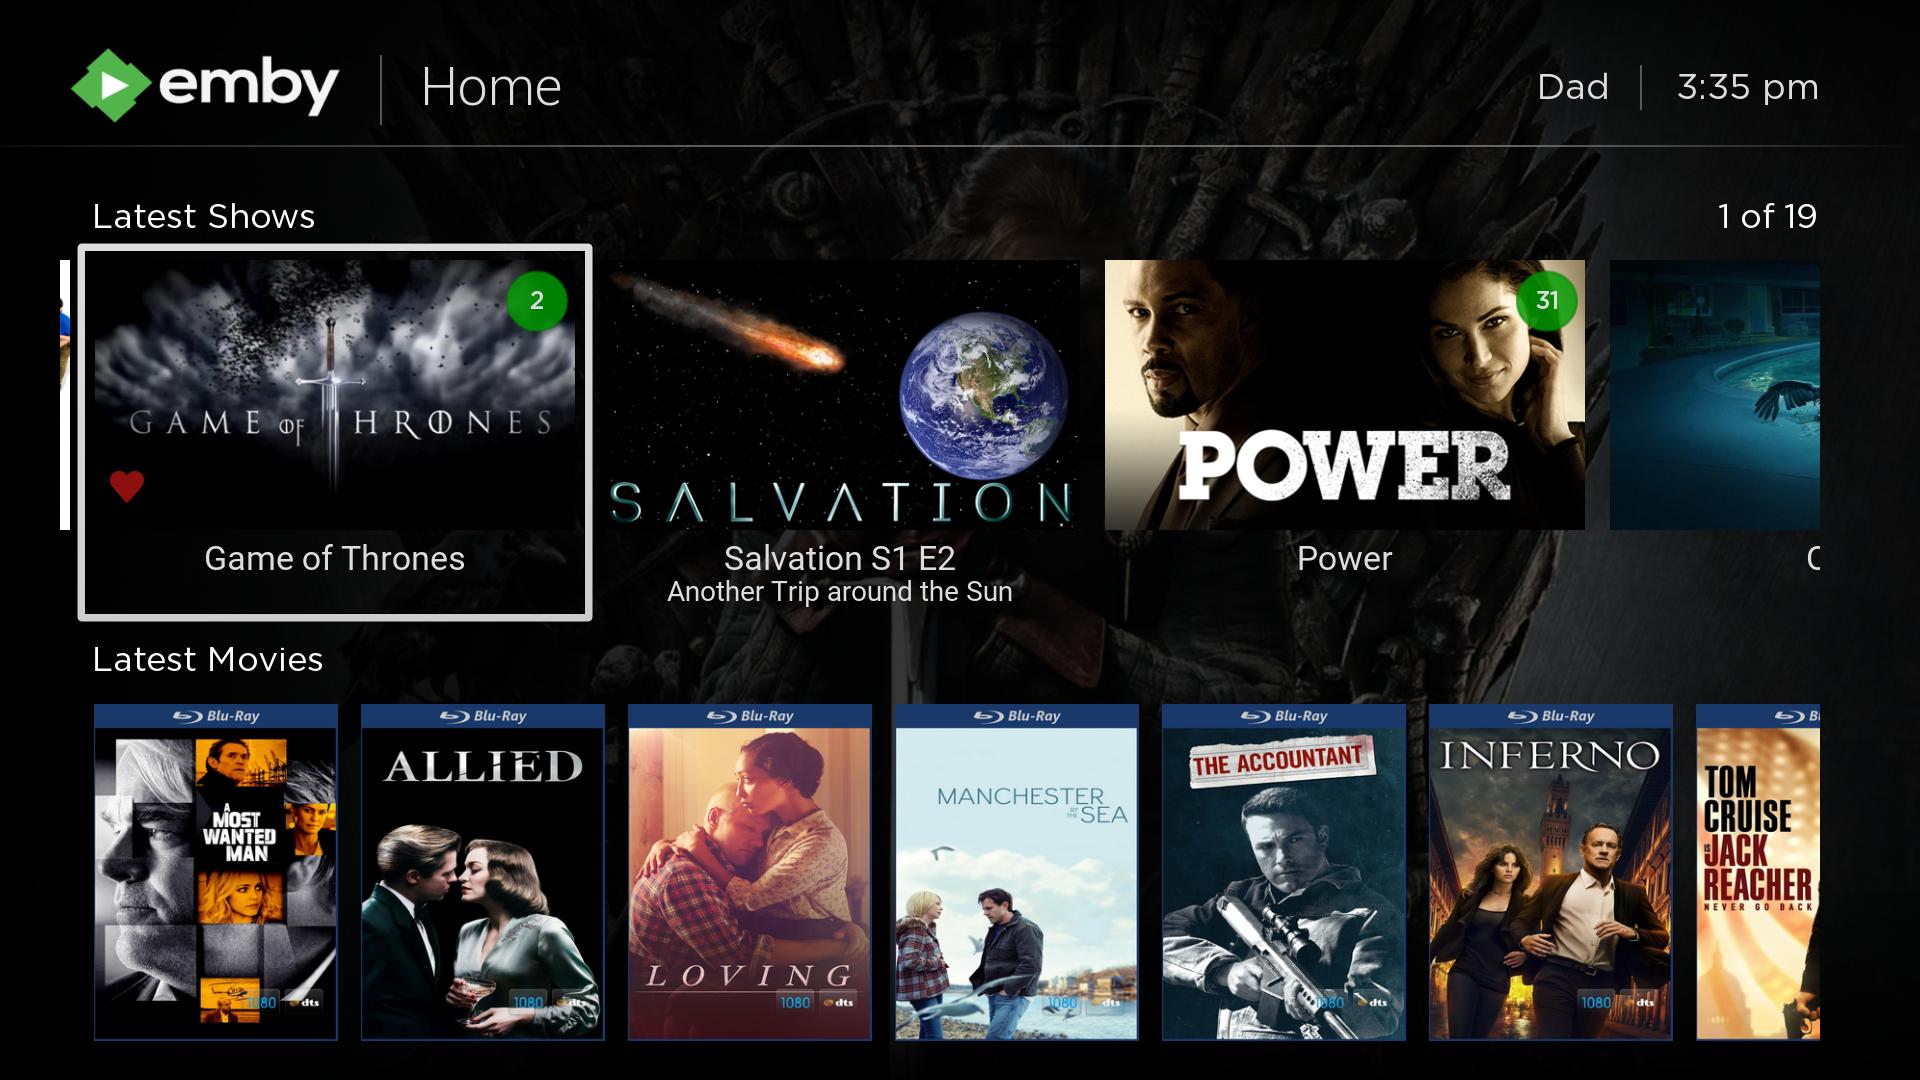 emby
Home
Dad
3:35 pm
Latest Shows
1 of 19
2
GAME OF THRONES
SALVATION
31
POWER
Game of Thrones
Salvation S1 E2
Another Trip around the Sun
Power
Latest Movies
Blu-Ray
A
MOST
WANTED
MAN
1080 dts
Blu-Ray
ALLIED
1080 dts
Blu-Ray
LOVING
1080 dts
Blu-Ray
MANCHESTER
BY THE SEA
1080 dts
Blu-Ray
THE ACCOUNTANT
1080 dts
Blu-Ray
INFERNO
1080 dts
TOM
CRUISE
IS JACK
REACHER
NEVER GO BACK